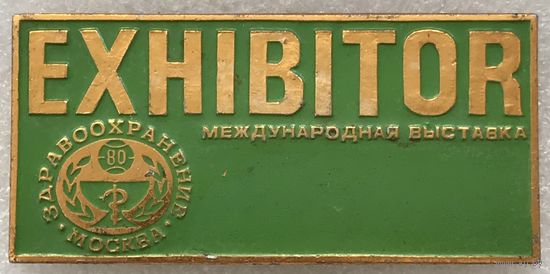 EXHIBITOR
МЕЖДУНАРОДНАЯ ВЫСТАВКА
ЗДРАВООХРАНЕНИЕ
80
• МОСКВА •